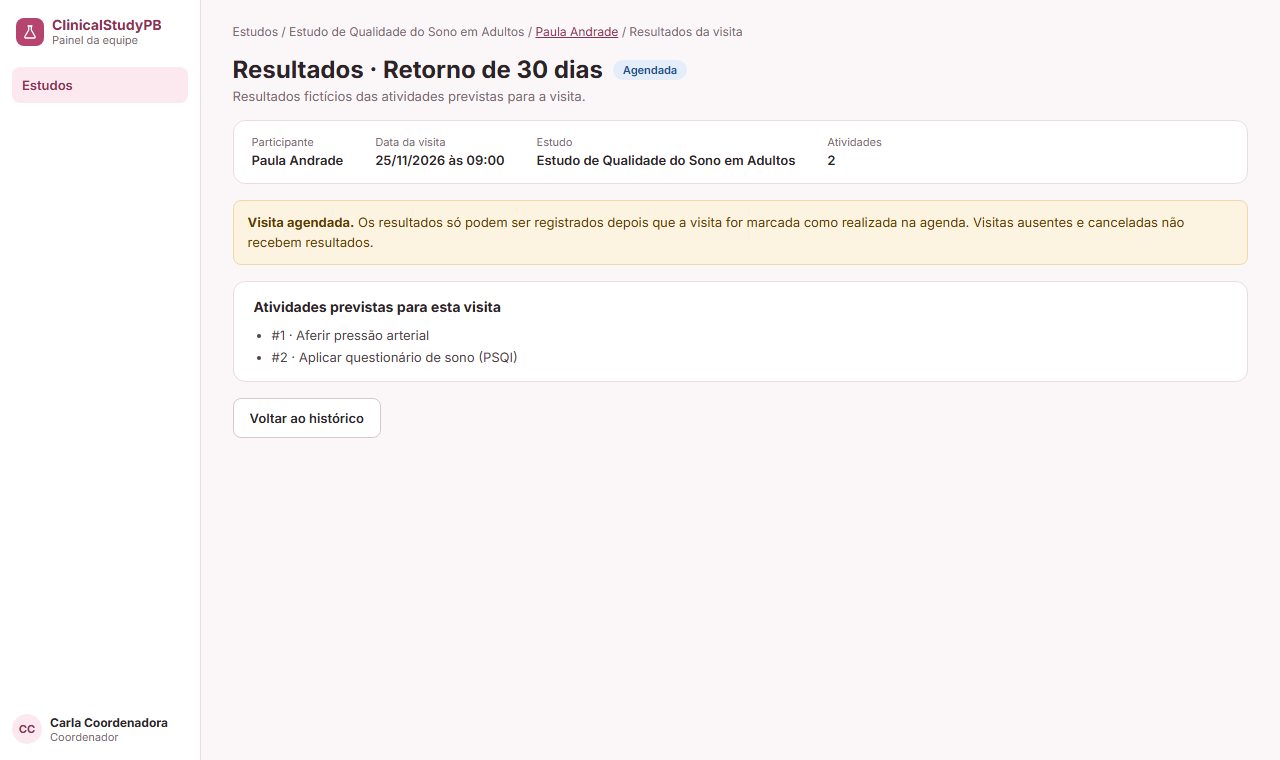 ClinicalStudyPB
Painel da equipe
Estudos
Estudos / Estudo de Qualidade do Sono em Adultos / Paula Andrade / Resultados da visita
Resultados · Retorno de 30 dias Agendada
Resultados fictícios das atividades previstas para a visita.
Participante Data da visita Estudo Atividades
Paula Andrade 25/11/2026 às 09:00 Estudo de Qualidade do Sono em Adultos 2
Visita agendada. Os resultados só podem ser registrados depois que a visita for marcada como realizada na agenda. Visitas ausentes e canceladas não
recebem resultados.
Atividades previstas para esta visita
• #1 · Aferir pressão arterial
• #2 · Aplicar questionário de sono (PSQI)
Voltar ao histórico
CC Carla Coordenadora
Coordenador